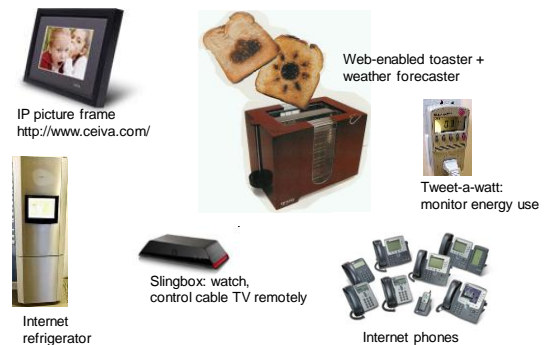 IP picture frame
http://www.ceiva.com/
Web-enabled toaster +
weather forecaster
Tweet-a-watt:
monitor energy use
Slingbox: watch,
control cable TV remotely
Internet
refrigerator
Internet phones